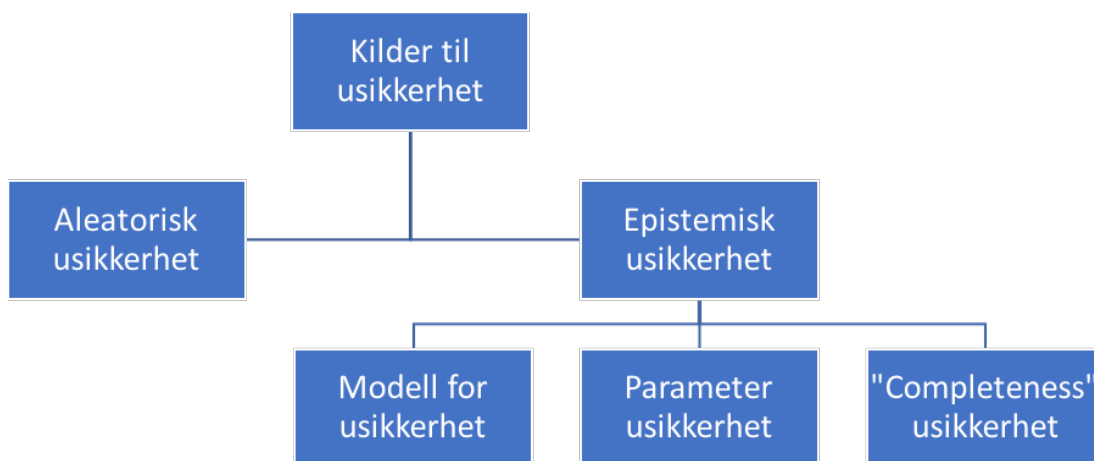 Kilder til
usikkerhet
Aleatorisk
usikkerhet
Epistemisk
usikkerhet
Modell for
usikkerhet
Parameter
usikkerhet
"Completeness"
usikkerhet